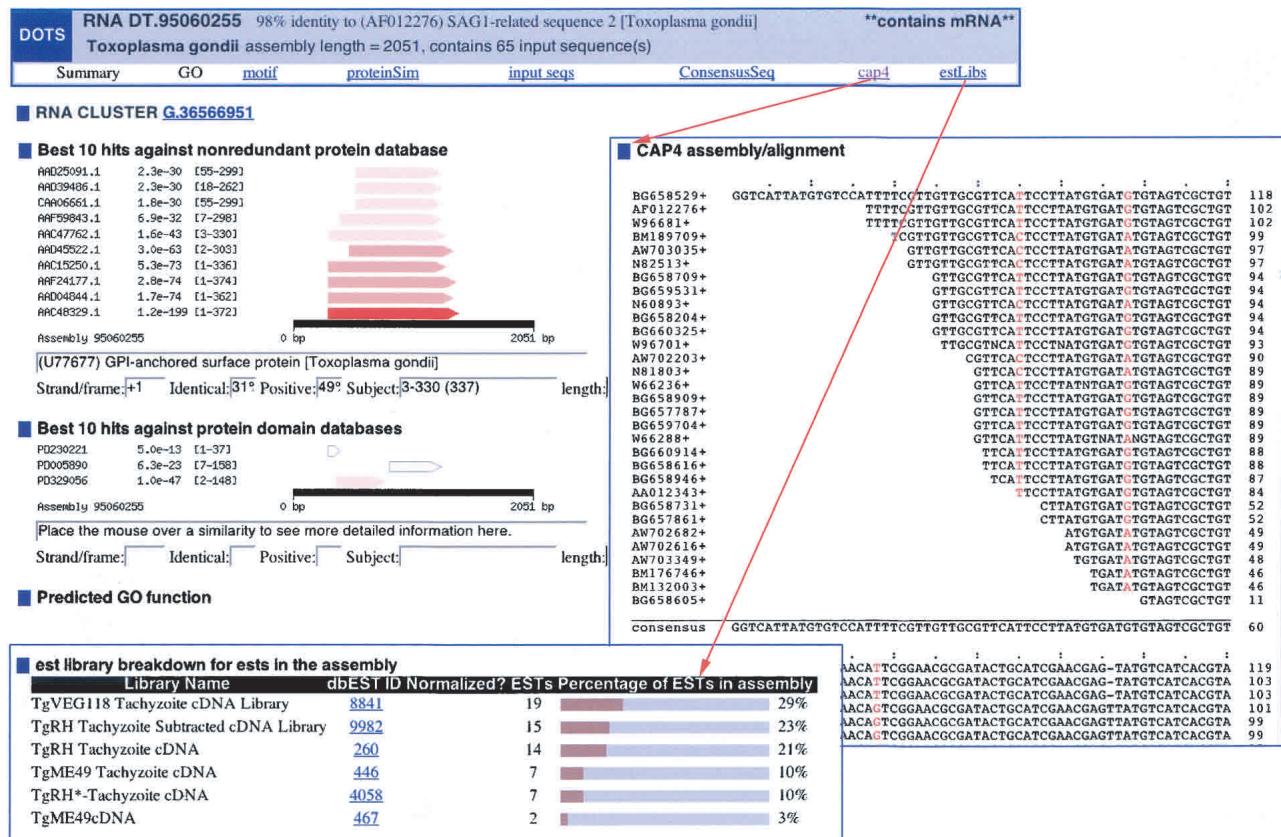 DOTS
RNA DT.95060255 98% identity to (AF012276) SAG1-related sequence 2 [Toxoplasma gondii] **contains mRNA**
Toxoplasma gondii assembly length = 2051, contains 65 input sequence(s)
Summary GO motif proteinSim input seqs ConsensusSeq cap4 estLibs
RNA CLUSTER G.36566951
Best 10 hits against nonredundant protein database
AAD25091.1 2.3e-30 [55-299]
AAD39486.1 2.3e-30 [18-262]
CAA06661.1 1.8e-30 [55-299]
AAF59843.1 6.9e-32 [7-298]
AAC47762.1 1.6e-43 [3-330]
AAD45522.1 3.0e-63 [2-303]
AAC15250.1 5.3e-73 [1-336]
AAF24177.1 2.8e-74 [1-374]
AAD04844.1 1.7e-74 [1-362]
AAC48329.1 1.2e-199 [1-372]
Assembly 95060255 0 bp 2051 bp
(U77677) GPI-anchored surface protein [Toxoplasma gondii]
Strand/frame: +1 Identical: 31% Positive: 49% Subject: 3-330 (337) length:
Best 10 hits against protein domain databases
PD230221 5.0e-13 [1-37]
PD005890 6.3e-23 [7-158]
PD329056 1.0e-47 [2-148]
Assembly 95060255 0 bp 2051 bp
Place the mouse over a similarity to see more detailed information here.
Strand/frame: Identical: Positive: Subject: length:
Predicted GO function
CAP4 assembly/alignment
. : . : . : . : . :
BG658529+ GGTCATTATGTGTCCATTTTCGTTGTTGCGTTCATTCCTTATGTGATGTGTAGTCGCTGT 118
AF012276+ TTTTCGTTGTTGCGTTCATTCCTTATGTGATGTGTAGTCGCTGT 102
W96681+ TTTTCGTTGTTGCGTTCATTCCTTATGTGATGTGTAGTCGCTGT 102
BM189709+ TCGTTGTTGCGTTCACTCCTTATGTGATATGTAGTCGCTGT 99
AW703035+ GTTGTTGCGTTCACTCCTTATGTGATATGTAGTCGCTGT 97
N82513+ GTTGTTGCGTTCACTCCTTATGTGATATGTAGTCGCTGT 97
BG658709+ GTTGCGTTCATTCCTTATGTGATGTGTAGTCGCTGT 94
BG659531+ GTTGCGTTCATTCCTTATGTGATGTGTAGTCGCTGT 94
N60893+ GTTGCGTTCACTCCTTATGTGATATGTAGTCGCTGT 94
BG658204+ GTTGCGTTCATTCCTTATGTGATGTGTAGTCGCTGT 94
BG660325+ GTTGCGTTCATTCCTTATGTGATGTGTAGTCGCTGT 94
W96701+ TTGCGTNCATTCCTNATGTGATGTGTAGTCGCTGT 93
AW702203+ CGTTCACTCCTTATGTGATATGTAGTCGCTGT 90
N81803+ GTTCACTCCTTATGTGATATGTAGTCGCTGT 89
W66236+ GTTCATTCCTTATNTGATGTGTAGTCGCTGT 89
BG658909+ GTTCATTCCTTATGTGATGTGTAGTCGCTGT 89
BG657787+ GTTCATTCCTTATGTGATGTGTAGTCGCTGT 89
BG659704+ GTTCATTCCTTATGTGATGTGTAGTCGCTGT 89
W66288+ GTTCATTCCTTATGTNATANGTAGTCGCTGT 89
BG660914+ TTCATTCCTTATGTGATGTGTAGTCGCTGT 88
BG658616+ TTCATTCCTTATGTGATGTGTAGTCGCTGT 88
BG658946+ TCATTCCTTATGTGATGTGTAGTCGCTGT 87
AA012343+ TTCCTTATGTGATGTGTAGTCGCTGT 84
BG658731+ CTTATGTGATGTGTAGTCGCTGT 52
BG657861+ CTTATGTGATGTGTAGTCGCTGT 52
AW702682+ ATGTGATATGTAGTCGCTGT 49
AW702616+ ATGTGATATGTAGTCGCTGT 49
AW703349+ TGTGATATGTAGTCGCTGT 48
BM176746+ TGATATGTAGTCGCTGT 46
BM132003+ TGATATGTAGTCGCTGT 46
BG658605+ GTAGTCGCTGT 11
consensus GGTCATTATGTGTCCATTTTCGTTGTTGCGTTCATTCCTTATGTGATGTGTAGTCGCTGT 60
. : . : . : . :
AACATTCGGAACGCGATACTGCATCGAACGAG-TATGTCATCACGTA 119
AACATTCGGAACGCGATACTGCATCGAACGAG-TATGTCATCACGTA 103
AACATTCGGAACGCGATACTGCATCGAACGAG-TATGTCATCACGTA 103
AACAGTCGGAACGCGATACTGCATCGAACGAGTTATGTCATCACGTA 101
AACAGTCGGAACGCGATACTGCATCGAACGAGTTATGTCATCACGTA 99
AACAGTCGGAACGCGATACTGCATCGAACGAGTTATGTCATCACGTA 99
est library breakdown for ests in the assembly
Library Name dbEST ID Normalized? ESTs Percentage of ESTs in assembly
TgVEG118 Tachyzoite cDNA Library 8841 19 29%
TgRH Tachyzoite Subtracted cDNA Library 9982 15 23%
TgRH Tachyzoite cDNA 260 14 21%
TgME49 Tachyzoite cDNA 446 7 10%
TgRH*-Tachyzoite cDNA 4058 7 10%
TgME49cDNA 467 2 3%